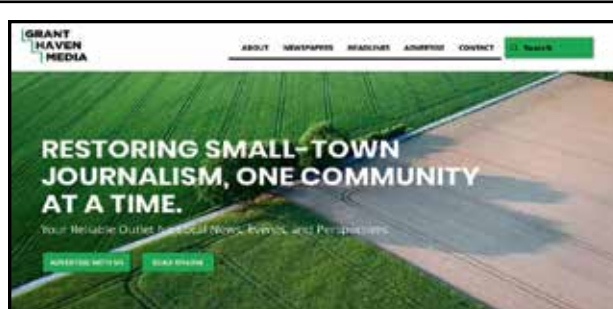 GRANT
HAVEN
MEDIA
ABOUT NEWSPAPERS HEADLINES ADVERTISE CONTACT Search
RESTORING SMALL-TOWN
JOURNALISM, ONE COMMUNITY
AT A TIME.
Your Reliable Outlet for Local News, Events, and Perspectives
ADVERTISE WITH US